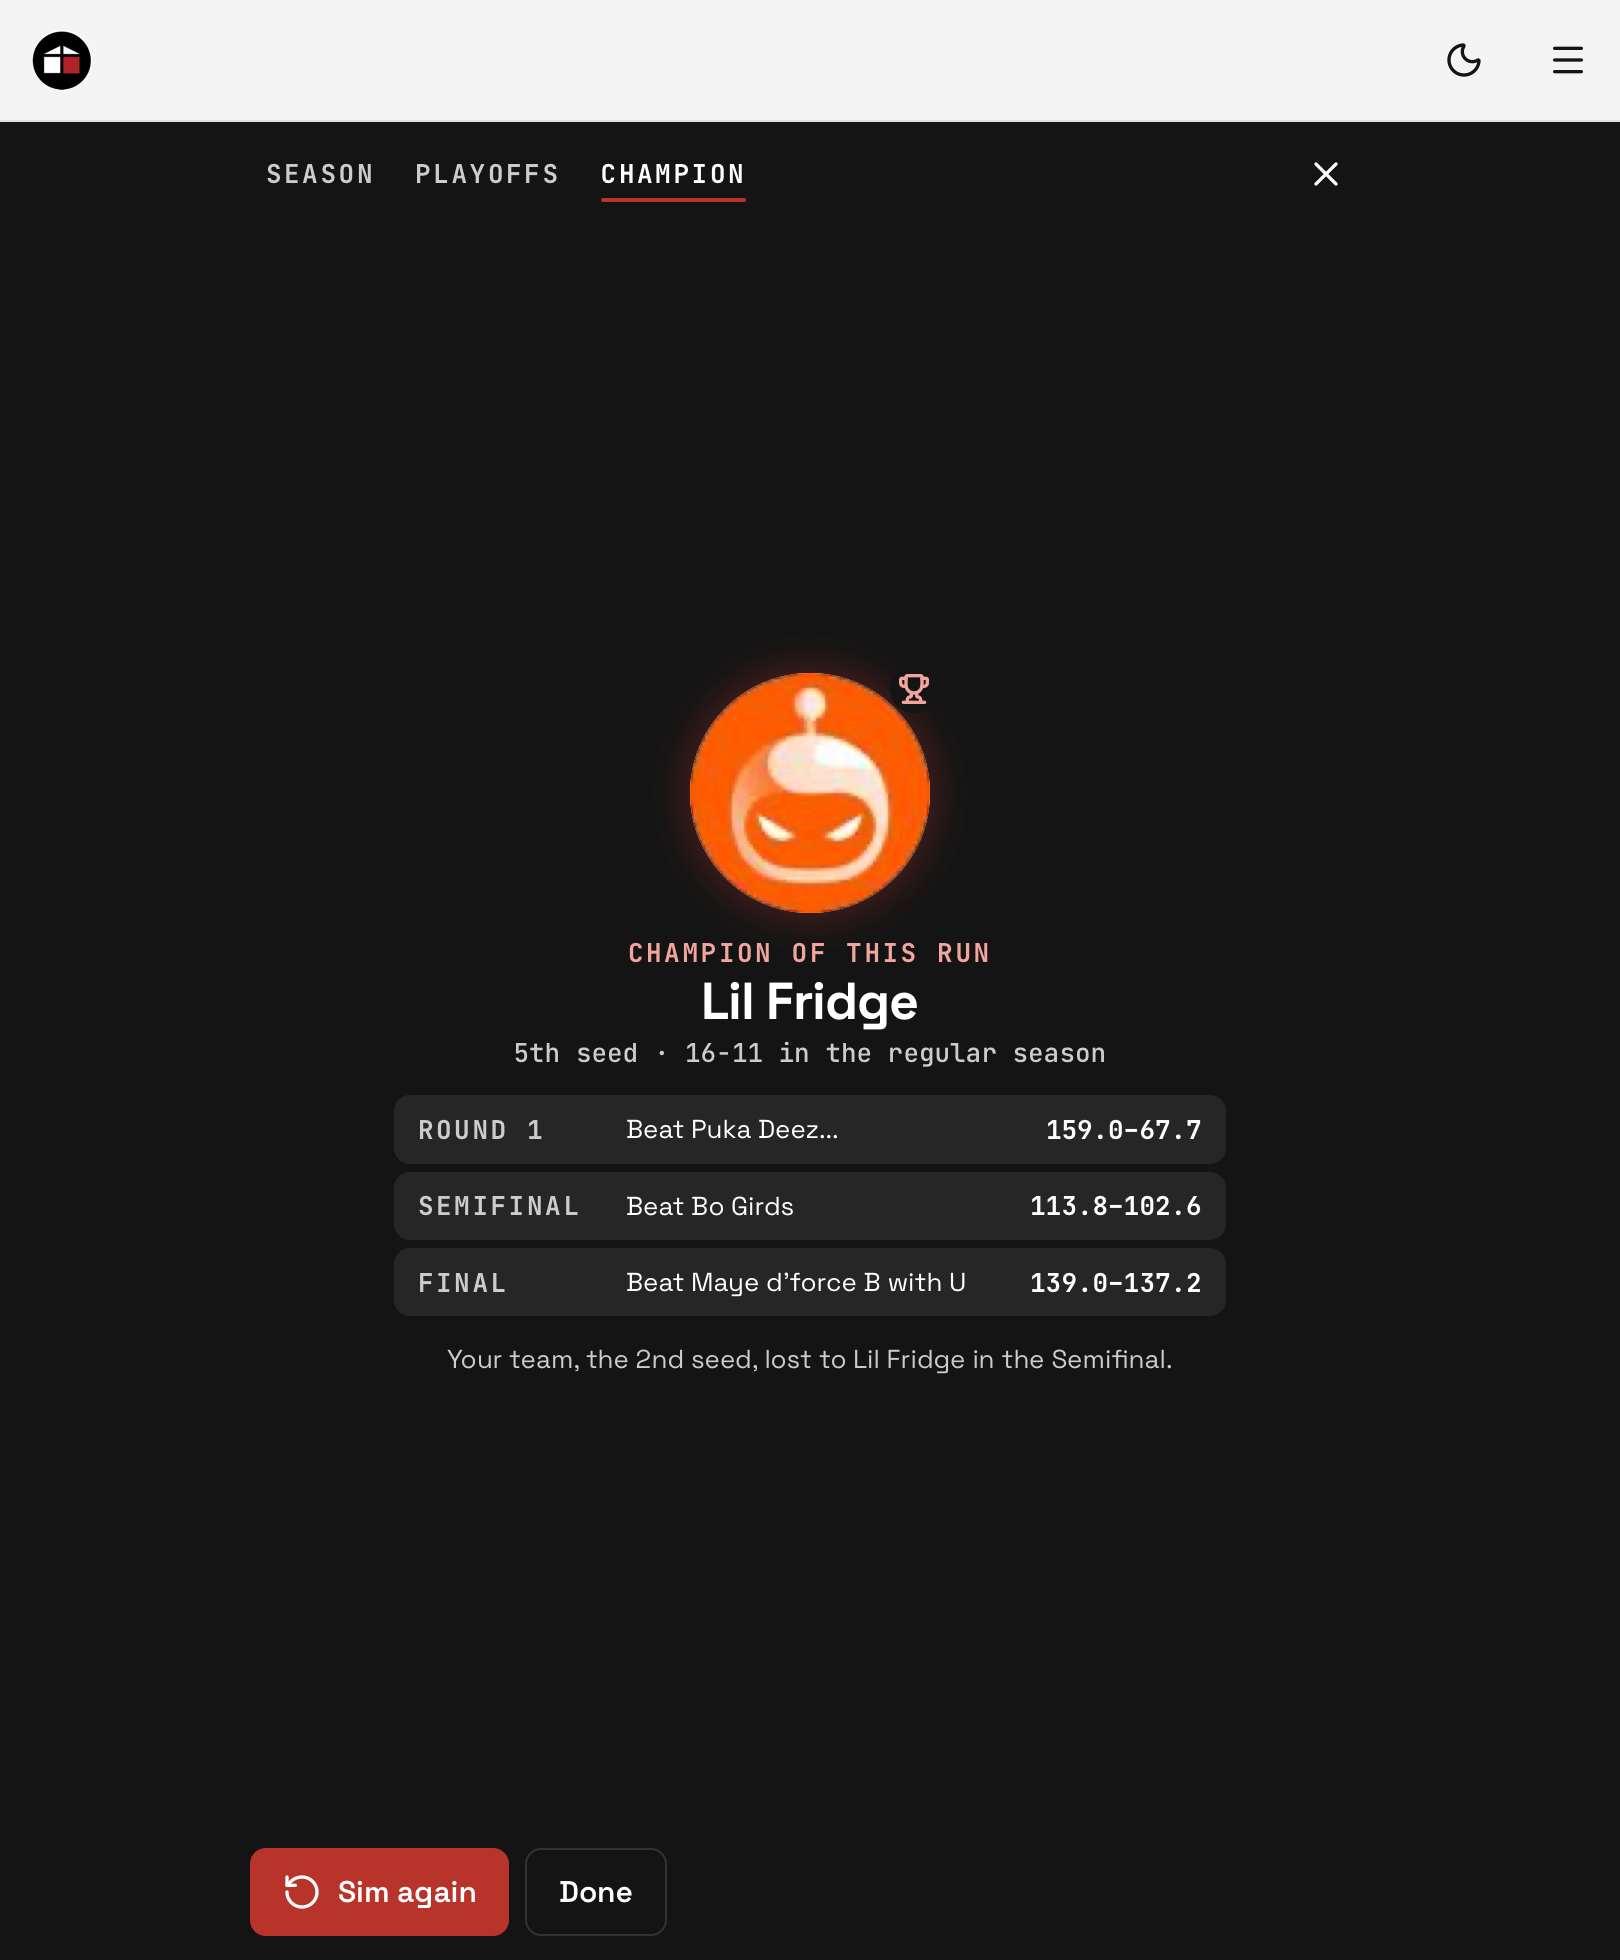 SEASON PLAYOFFS CHAMPION
CHAMPION OF THIS RUN
Lil Fridge
5th seed · 16-11 in the regular season
ROUND 1 Beat Puka Deez... 159.0–67.7
SEMIFINAL Beat Bo Girds 113.8–102.6
FINAL Beat Maye d’force B with U 139.0–137.2
Your team, the 2nd seed, lost to Lil Fridge in the Semifinal.
Sim again Done